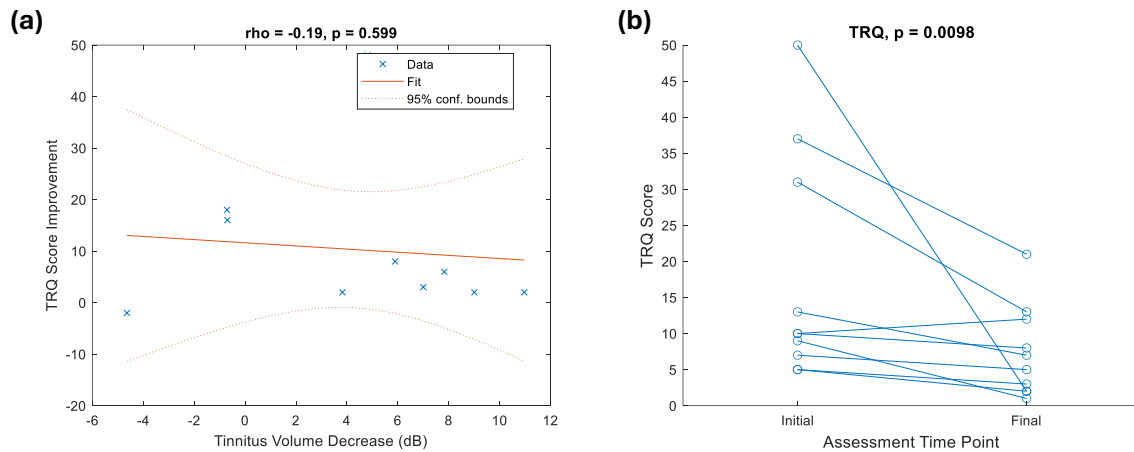 (a)
rho = -0.19, p = 0.599
50
40
30
20
10
0
-10
-20
-6
-4
-2
0
2
4
6
8
10
12
TRQ Score Improvement
Tinnitus Volume Decrease (dB)
Data
Fit
95% conf. bounds
(b)
TRQ, p = 0.0098
50
45
40
35
30
25
20
15
10
5
0
TRQ Score
Initial
Final
Assessment Time Point